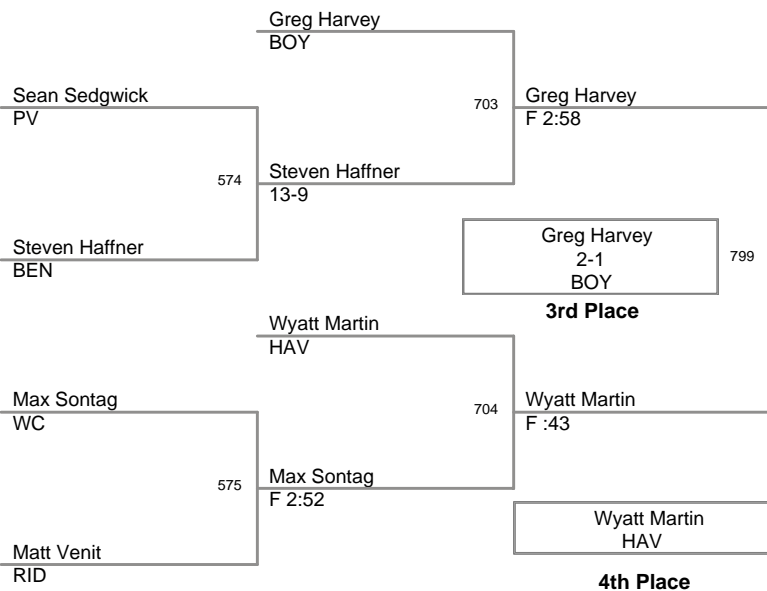 Greg Harvey
BOY
Sean Sedgwick
PV
703
Greg Harvey
F 2:58
574
Steven Haffner
13-9
Steven Haffner
BEN
Greg Harvey
2-1
BOY
799
3rd Place
Wyatt Martin
HAV
Max Sontag
WC
704
Wyatt Martin
F :43
575
Max Sontag
F 2:52
Wyatt Martin
HAV
Matt Venit
RID
4th Place